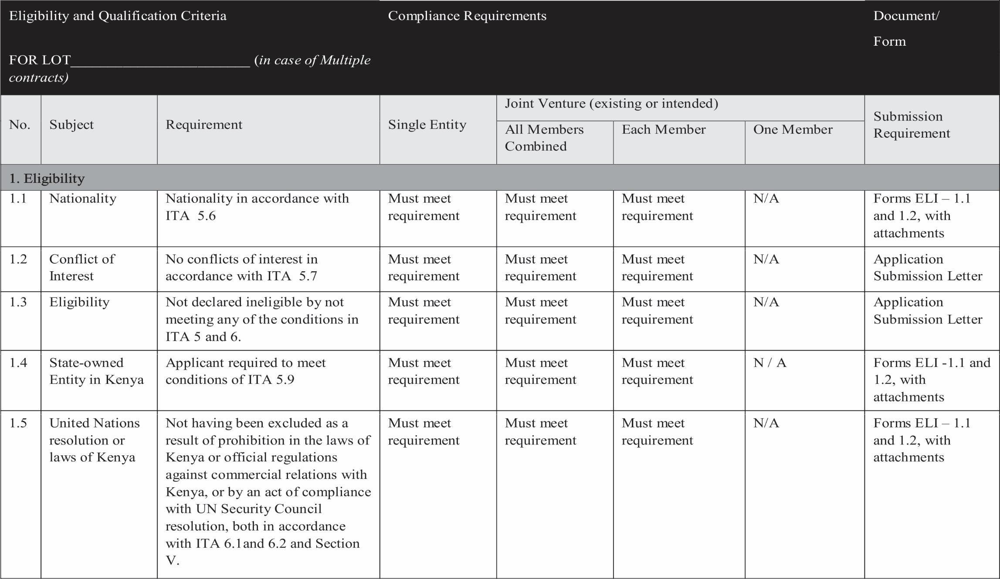 Eligibility and Qualification Criteria
FOR LOT________________________ (in case of Multiple
contracts)
Compliance Requirements
Document/
Form
No.
Subject
Requirement
Single Entity
Joint Venture (existing or intended)
All Members
Combined
Each Member
One Member
Submission
Requirement
1. Eligibility
1.1
Nationality
Nationality in accordance with
ITA 5.6
Must meet
requirement
Must meet
requirement
Must meet
requirement
N/A
Forms ELI – 1.1
and 1.2, with
attachments
1.2
Conflict of
Interest
No conflicts of interest in
accordance with ITA 5.7
Must meet
requirement
Must meet
requirement
Must meet
requirement
N/A
Application
Submission Letter
1.3
Eligibility
Not declared ineligible by not
meeting any of the conditions in
ITA 5 and 6.
Must meet
requirement
Must meet
requirement
Must meet
requirement
N/A
Application
Submission Letter
1.4
State-owned
Entity in Kenya
Applicant required to meet
conditions of ITA 5.9
Must meet
requirement
Must meet
requirement
Must meet
requirement
N / A
Forms ELI -1.1 and
1.2, with
attachments
1.5
United Nations
resolution or
laws of Kenya
Not having been excluded as a
result of prohibition in the laws of
Kenya or official regulations
against commercial relations with
Kenya, or by an act of compliance
with UN Security Council
resolution, both in accordance
with ITA 6.1and 6.2 and Section
V.
Must meet
requirement
Must meet
requirement
Must meet
requirement
N/A
Forms ELI – 1.1
and 1.2, with
attachments